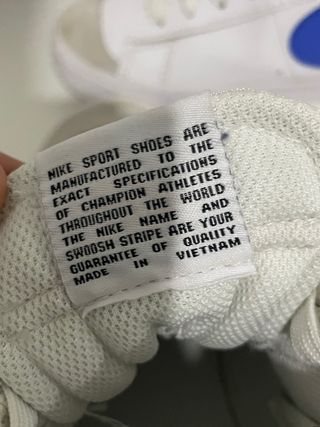 NIKE SPORT SHOES ARE
MANUFACTURED TO THE
EXACT SPECIFICATIONS
OF CHAMPION ATHLETES
THROUGHOUT THE WORLD
THE NIKE NAME AND
SWOOSH STRIPE ARE YOUR
GUARANTEE OF QUALITY
MADE IN VIETNAM